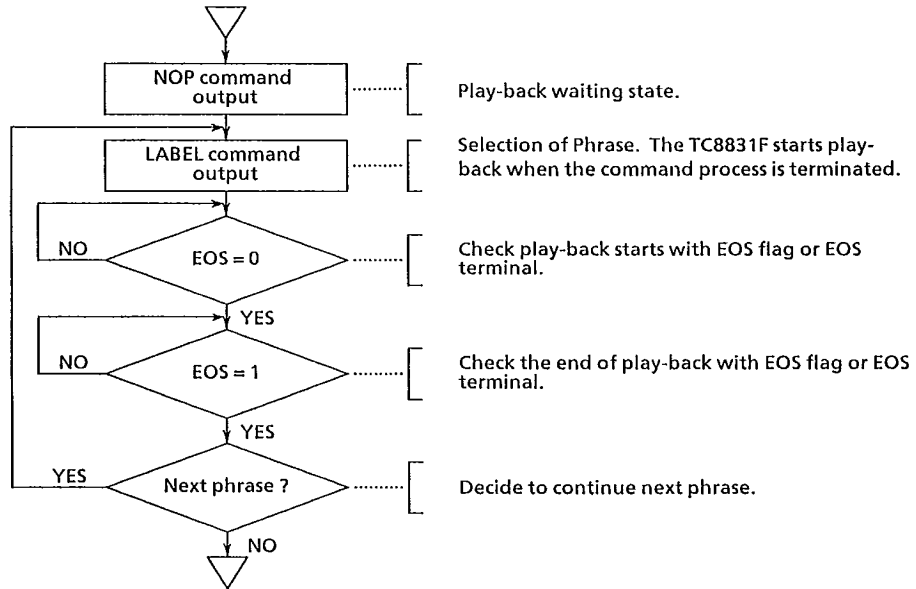 NOP command
output
Play-back waiting state.
LABEL command
output
Selection of Phrase. The TC8831F starts play-
back when the command process is terminated.
NO
EOS = 0
Check play-back starts with EOS flag or EOS
terminal.
YES
NO
EOS = 1
Check the end of play-back with EOS flag or EOS
terminal.
YES
YES
Next phrase ?
Decide to continue next phrase.
NO